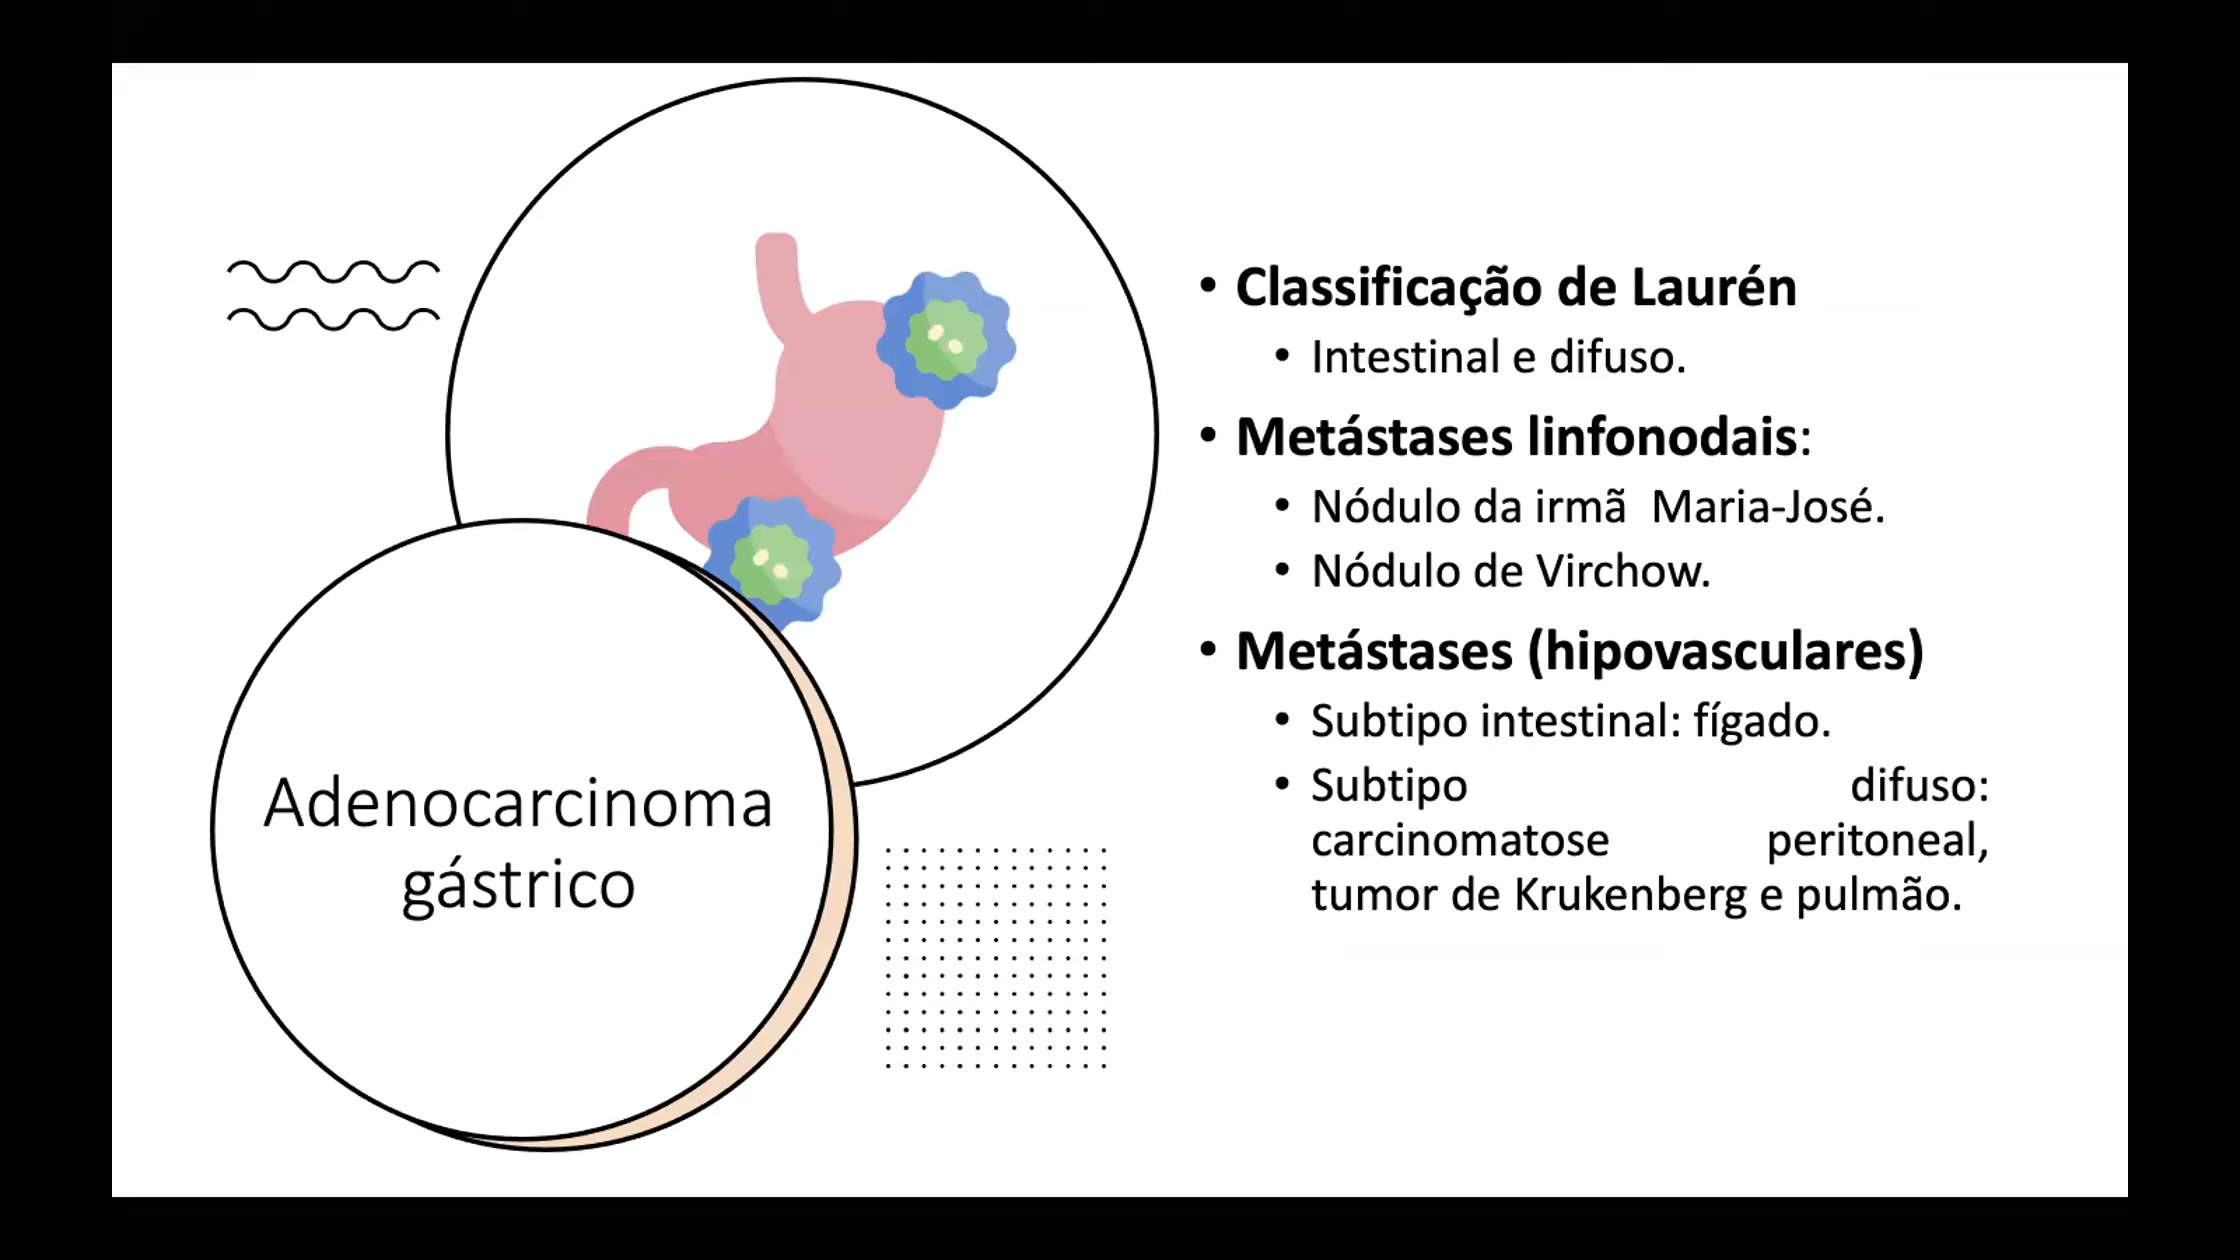 Adenocarcinoma
gástrico
• Classificação de Laurén
• Intestinal e difuso.
• Metástases linfonodais:
• Nódulo da irmã  Maria-José.
• Nódulo de Virchow.
• Metástases (hipovasculares)
• Subtipo intestinal: fígado.
• Subtipo difuso:
carcinomatose peritoneal,
tumor de Krukenberg e pulmão.